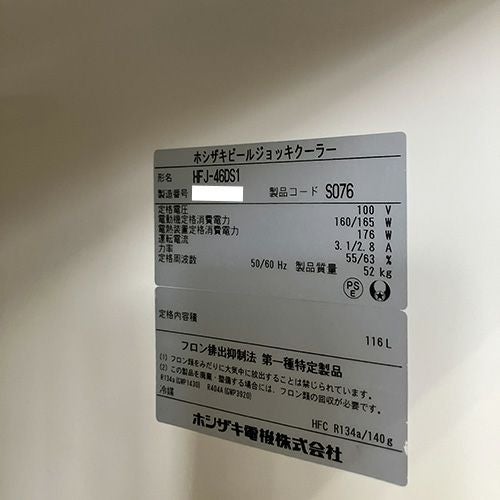 ホシザキビールジョッキクーラー
形名 HFJ-46DS1
製造番号 製品コード S076
定格電圧 100 V
電動機定格消費電力 160/165 W
電熱装置定格消費電力 176 W
運転電流 3.1/2.8 A
力率 55/63 %
定格周波数 50/60 Hz 製品質量 52 kg
PS E
定格内容積 116L
フロン排出抑制法 第一種特定製品
(1) フロン類をみだりに大気中に放出することは禁じられています。
(2) この製品を廃棄・整備する場合には、フロン類の回収が必要です。
R134a(GWP1430) R404A(GWP3920)
冷媒 HFC R134a/140g
ホシザキ電機株式会社